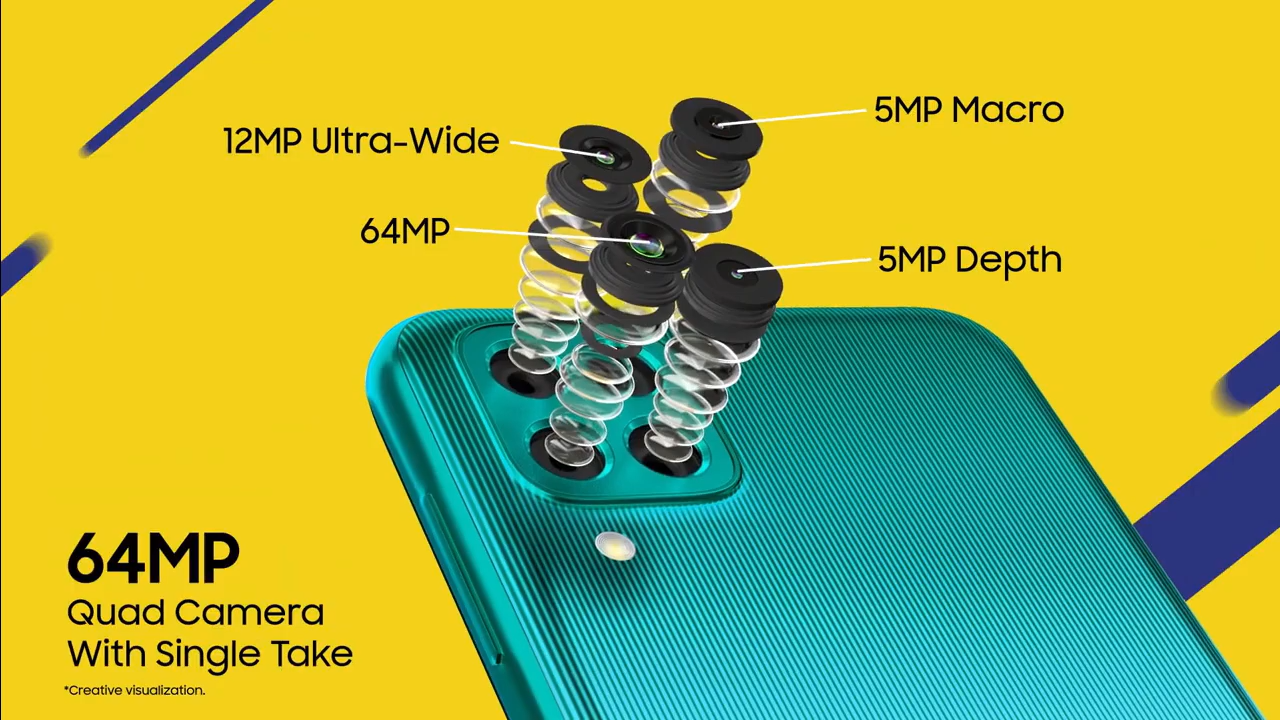 5MP Macro
12MP Ultra-Wide
64MP
5MP Depth
64MP
Quad Camera
With Single Take
*Creative visualization.